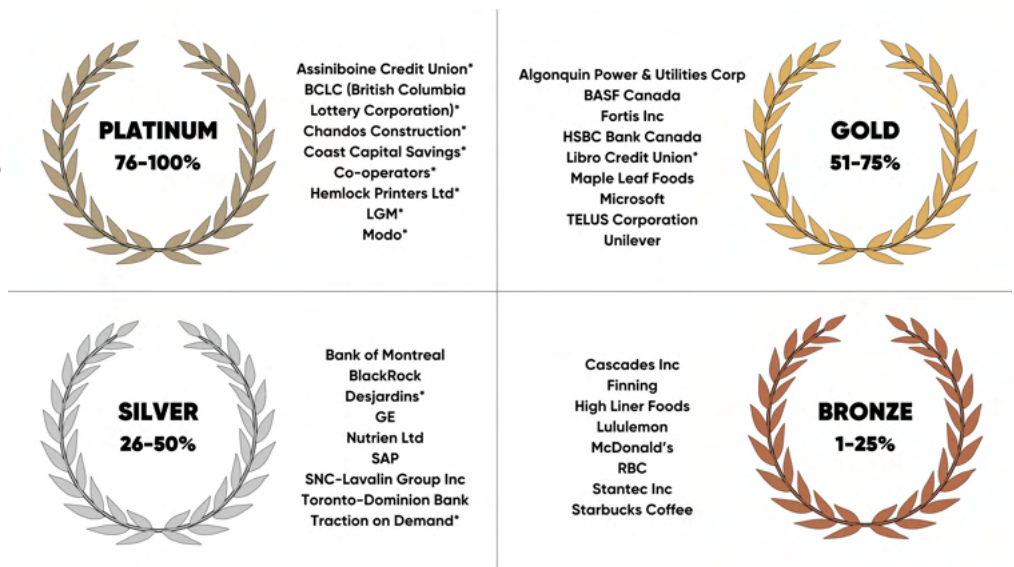 PLATINUM
76-100%
Assiniboine Credit Union*
BCLC (British Columbia
Lottery Corporation)*
Chandos Construction*
Coast Capital Savings*
Co-operators*
Hemlock Printers Ltd*
LGM*
Modo*
Algonquin Power & Utilities Corp
BASF Canada
Fortis Inc
HSBC Bank Canada
Libro Credit Union*
Maple Leaf Foods
Microsoft
TELUS Corporation
Unilever
GOLD
51-75%
SILVER
26-50%
Bank of Montreal
BlackRock
Desjardins*
GE
Nutrien Ltd
SAP
SNC-Lavalin Group Inc
Toronto-Dominion Bank
Traction on Demand*
Cascades Inc
Finning
High Liner Foods
Lululemon
McDonald's
RBC
Stantec Inc
Starbucks Coffee
BRONZE
1-25%